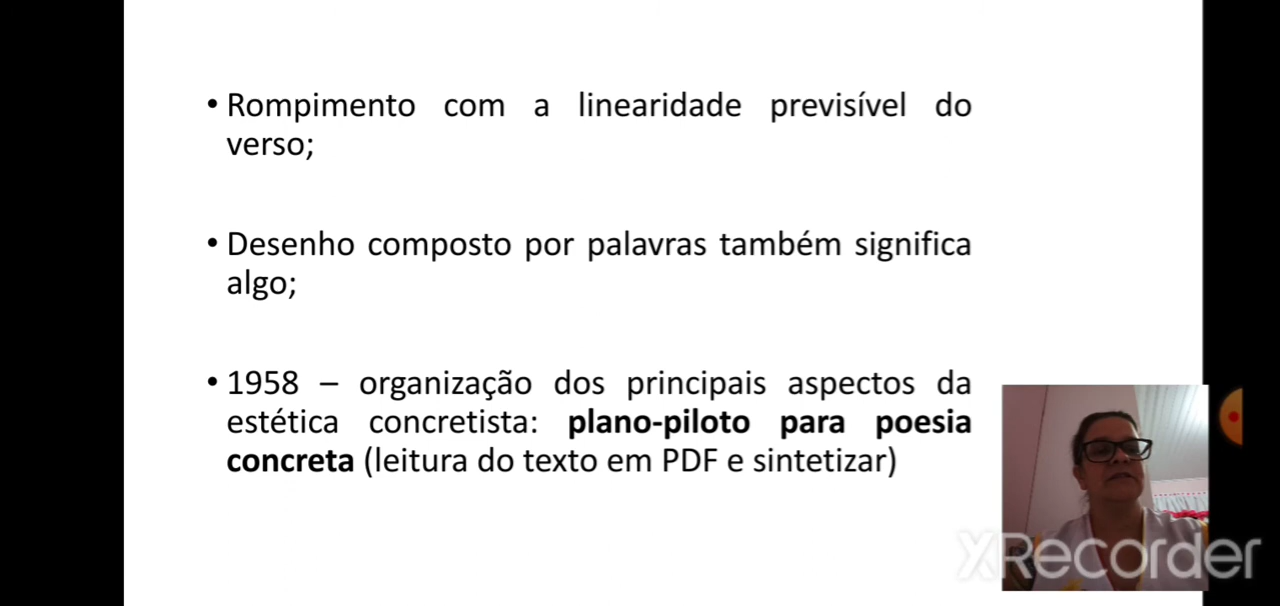 • Rompimento com a linearidade previsível do
verso;
• Desenho composto por palavras também significa
algo;
• 1958 – organização dos principais aspectos da
estética concretista: plano-piloto para poesia
concreta (leitura do texto em PDF e sintetizar)
XRecorder